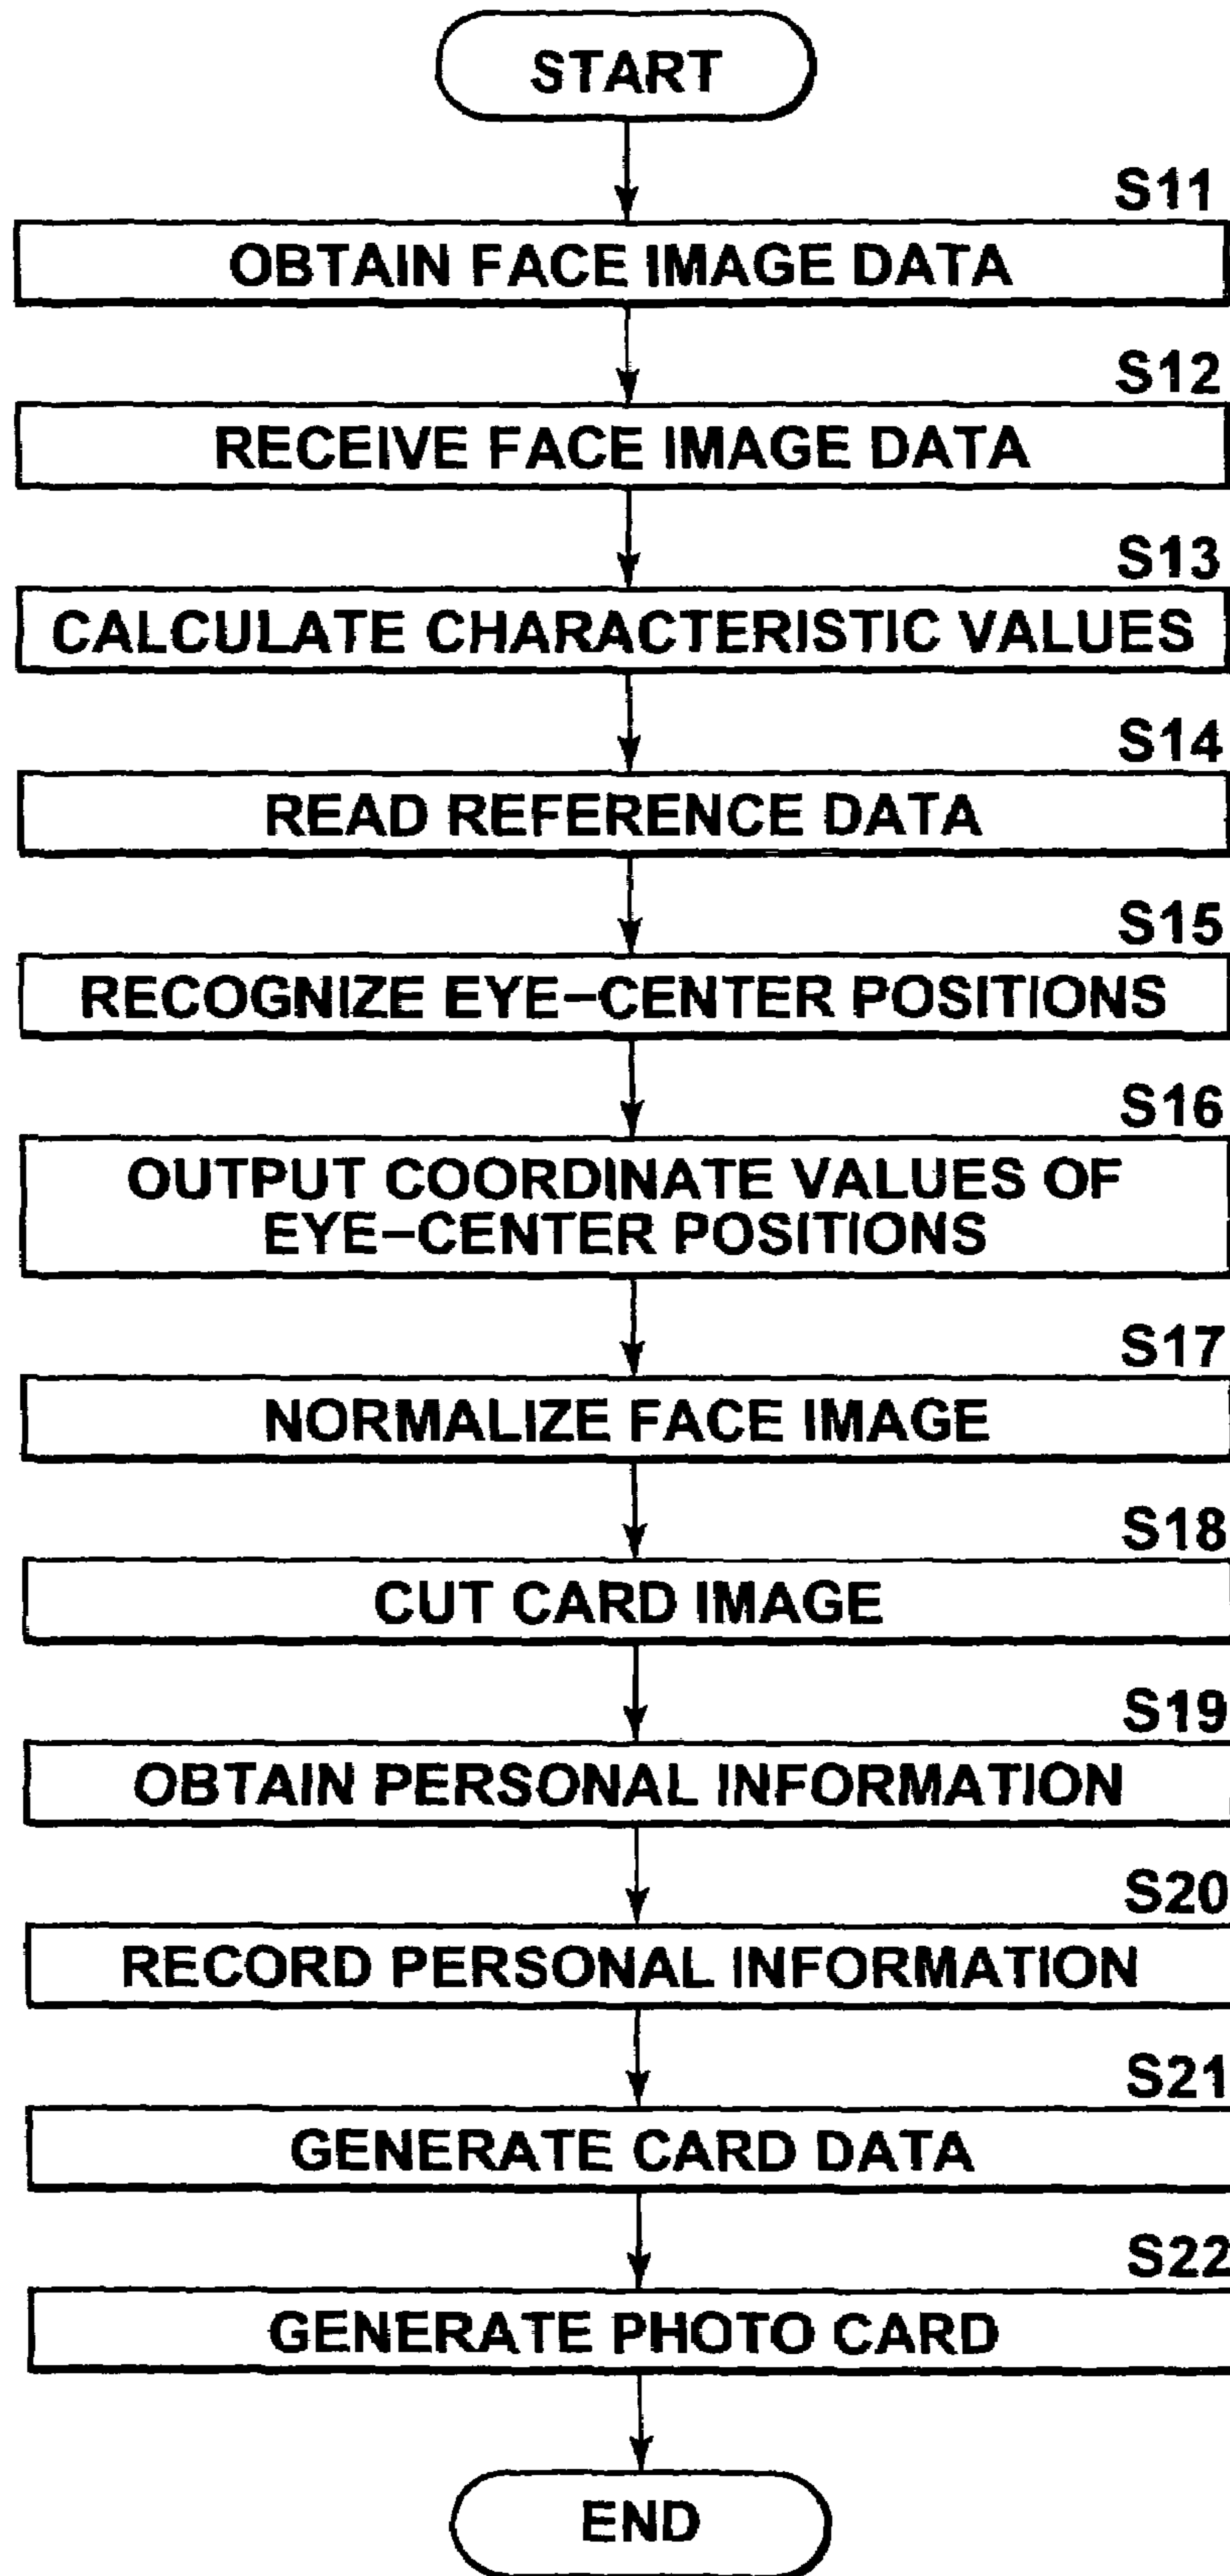 START
S11
OBTAIN FACE IMAGE DATA
S12
RECEIVE FACE IMAGE DATA
S13
CALCULATE CHARACTERISTIC VALUES
S14
READ REFERENCE DATA
S15
RECOGNIZE EYE−CENTER POSITIONS
S16
OUTPUT COORDINATE VALUES OF
EYE−CENTER POSITIONS
S17
NORMALIZE FACE IMAGE
S18
CUT CARD IMAGE
S19
OBTAIN PERSONAL INFORMATION
S20
RECORD PERSONAL INFORMATION
S21
GENERATE CARD DATA
S22
GENERATE PHOTO CARD
END